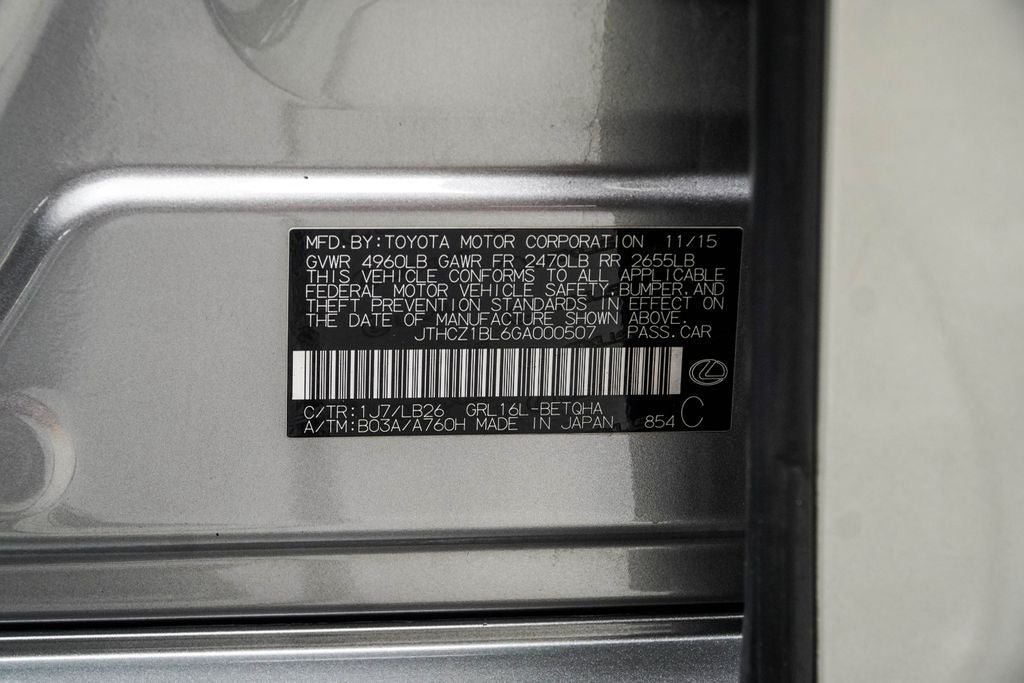 MFD.BY:TOYOTA MOTOR CORPORATION 11/15
GVWR 4960LB GAWR FR 2470LB RR 2655LB
THIS VEHICLE CONFORMS TO ALL APPLICABLE
FEDERAL MOTOR VEHICLE SAFETY,BUMPER,AND
THEFT PREVENTION STANDARDS IN EFFECT ON
THE DATE OF MANUFACTURE SHOWN ABOVE.
JTHCZ1BL6GA000507 PASS.CAR
C/TR:1J7/LB26 GRL16L-BETQHA
A/TM:B03A/A760H MADE IN JAPAN 854 C